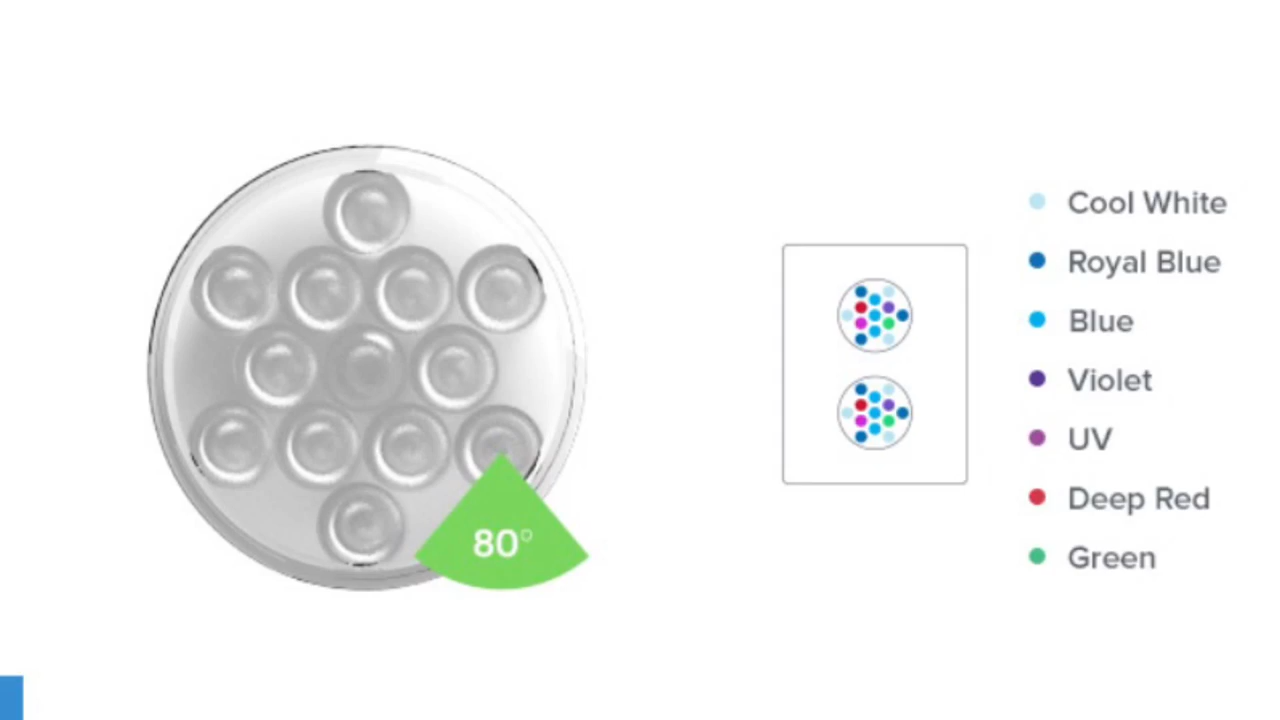 80°
Cool White
Royal Blue
Blue
Violet
UV
Deep Red
Green